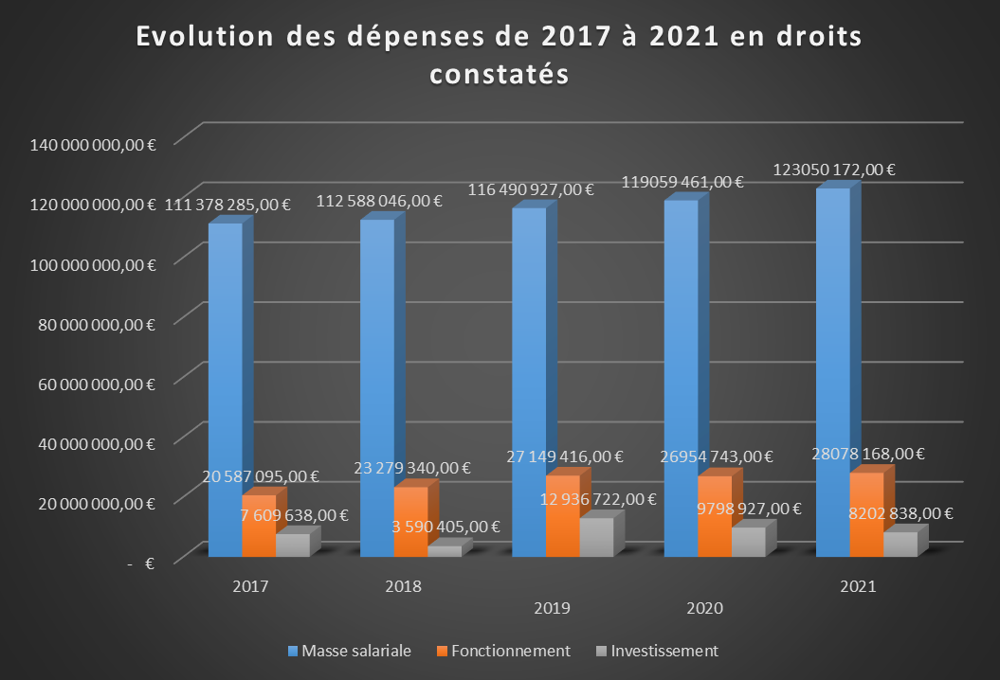 Evolution des dépenses de 2017 à 2021 en droits
constatés
140 000 000,00 €
120 000 000,00 €
100 000 000,00 €
80 000 000,00 €
60 000 000,00 €
40 000 000,00 €
20 000 000,00 €
- €
111 378 285,00 €
112 588 046,00 €
116 490 927,00 €
119059 461,00 €
123050 172,00 €
20 587 095,00 €
23 279 340,00 €
27 149 416,00 €
26954 743,00 €
28078 168,00 €
7 609 638,00 €
3 590 405,00 €
12 936 722,00 €
9798 927,00 €
8202 838,00 €
2017
2018
2019
2020
2021
Masse salariale
Fonctionnement
Investissement